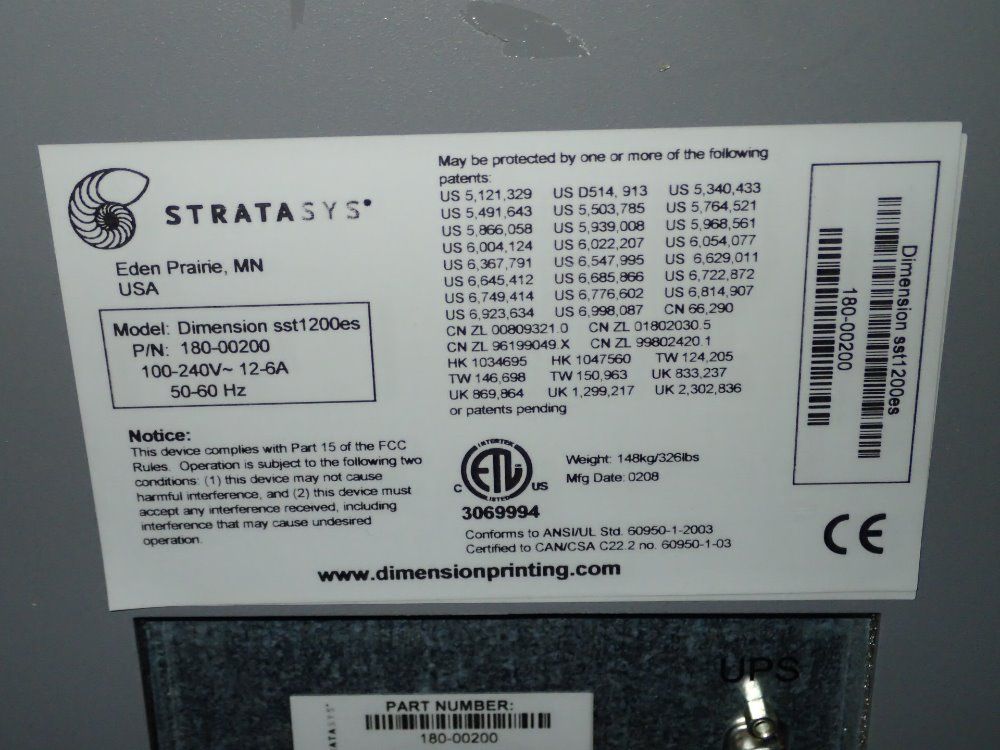 STRATASYS
Eden Prairie, MN
USA
Model: Dimension sst1200es
P/N: 180-00200
100-240V~ 12-6A
50-60 Hz
Notice:
This device complies with Part 15 of the FCC
Rules. Operation is subject to the following two
conditions: (1) this device may not cause
harmful interference, and (2) this device must
accept any interference received, including
interference that may cause undesired
operation.
May be protected by one or more of the following
patents:
US 5,121,329 US D514, 913 US 5,340,433
US 5,491,643 US 5,503,785 US 5,764,521
US 5,866,058 US 5,939,008 US 5,968,561
US 6,004,124 US 6,022,207 US 6,054,077
US 6,367,791 US 6,547,995 US 6,629,011
US 6,645,412 US 6,685,866 US 6,722,872
US 6,749,414 US 6,776,602 US 6,814,907
US 6,923,634 US 6,998,087 CN 66,290
CN ZL 00809321.0 CN ZL 01802030.5
CN ZL 96199049.X CN ZL 99802420.1
HK 1034695 HK 1047560 TW 124,205
TW 146,698 TW 150,963 UK 833,237
UK 869,864 UK 1,299,217 UK 2,302,836
or patents pending
INTERTEK
ETL
LISTED
C US
3069994
Weight: 148kg/326lbs
Mfg Date: 0208
Conforms to ANSI/UL Std. 60950-1-2003
Certified to CAN/CSA C22.2 no. 60950-1-03
www.dimensionprinting.com
Dimension sst1200es
180-00200
CE
UPS
ATASYS
PART NUMBER:
180-00200